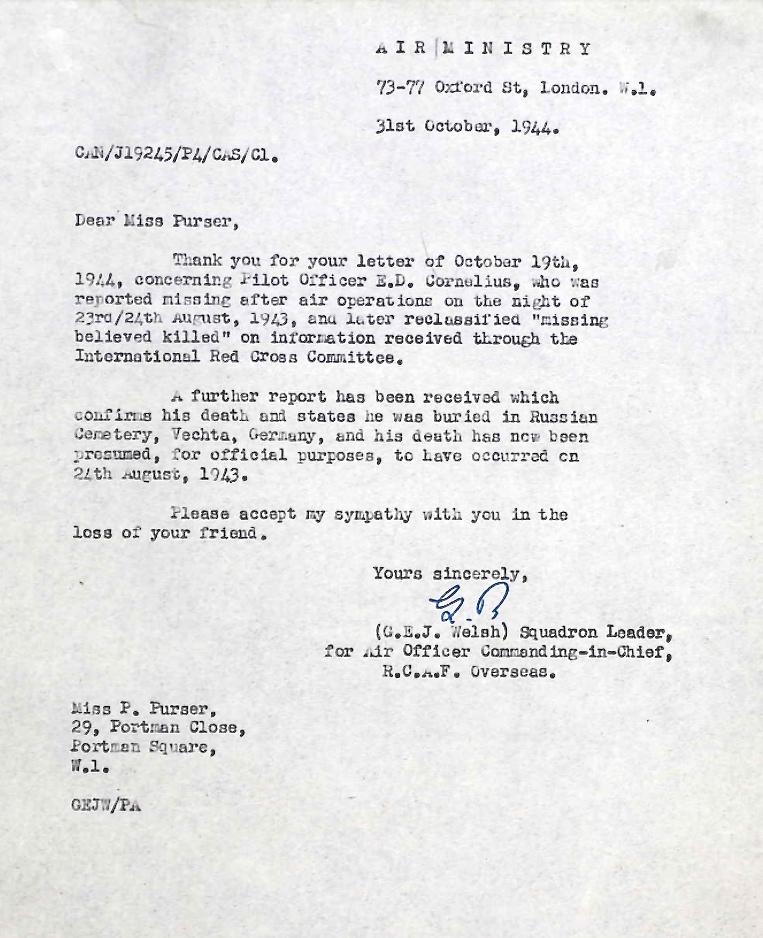 AIR MINISTRY
73-77 Oxford St, London. W.1.
31st October, 1944.
CAN/J19245/P4/CAS/C1.
Dear Miss Purser,
Thank you for your letter of October 19th,
1944, concerning Pilot Officer E.D. Cornelius, who was
reported missing after air operations on the night of
23rd/24th August, 1943, and later reclassified "missing
believed killed" on information received through the
International Red Cross Committee.
A further report has been received which
confirms his death and states he was buried in Russian
Cemetery, Vechta, Germany, and his death has now been
presumed, for official purposes, to have occurred on
24th August, 1943.
Please accept my sympathy with you in the
loss of your friend.
Yours sincerely,
(G.E.J. Welsh) Squadron Leader,
for Air Officer Commanding-in-Chief,
R.C.A.F. Overseas.
Miss P. Purser,
29, Portman Close,
Portman Square,
W.1.
GEJW/PA